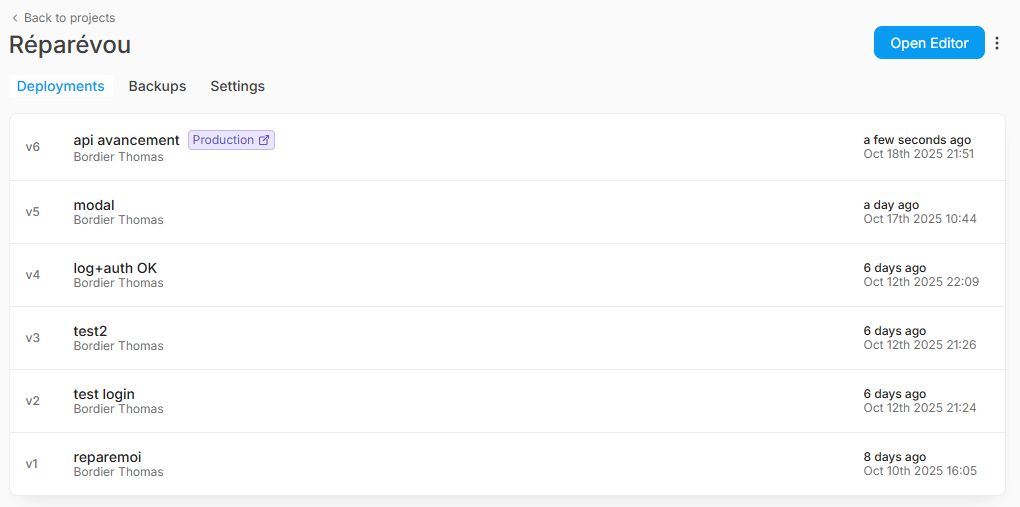 Back to projects
Réparévou
Open Editor
Deployments Backups Settings
v6 api avancement Production a few seconds ago
Bordier Thomas Oct 18th 2025 21:51
v5 modal a day ago
Bordier Thomas Oct 17th 2025 10:44
v4 log+auth OK 6 days ago
Bordier Thomas Oct 12th 2025 22:09
v3 test2 6 days ago
Bordier Thomas Oct 12th 2025 21:26
v2 test login 6 days ago
Bordier Thomas Oct 12th 2025 21:24
v1 reparemoi 8 days ago
Bordier Thomas Oct 10th 2025 16:05